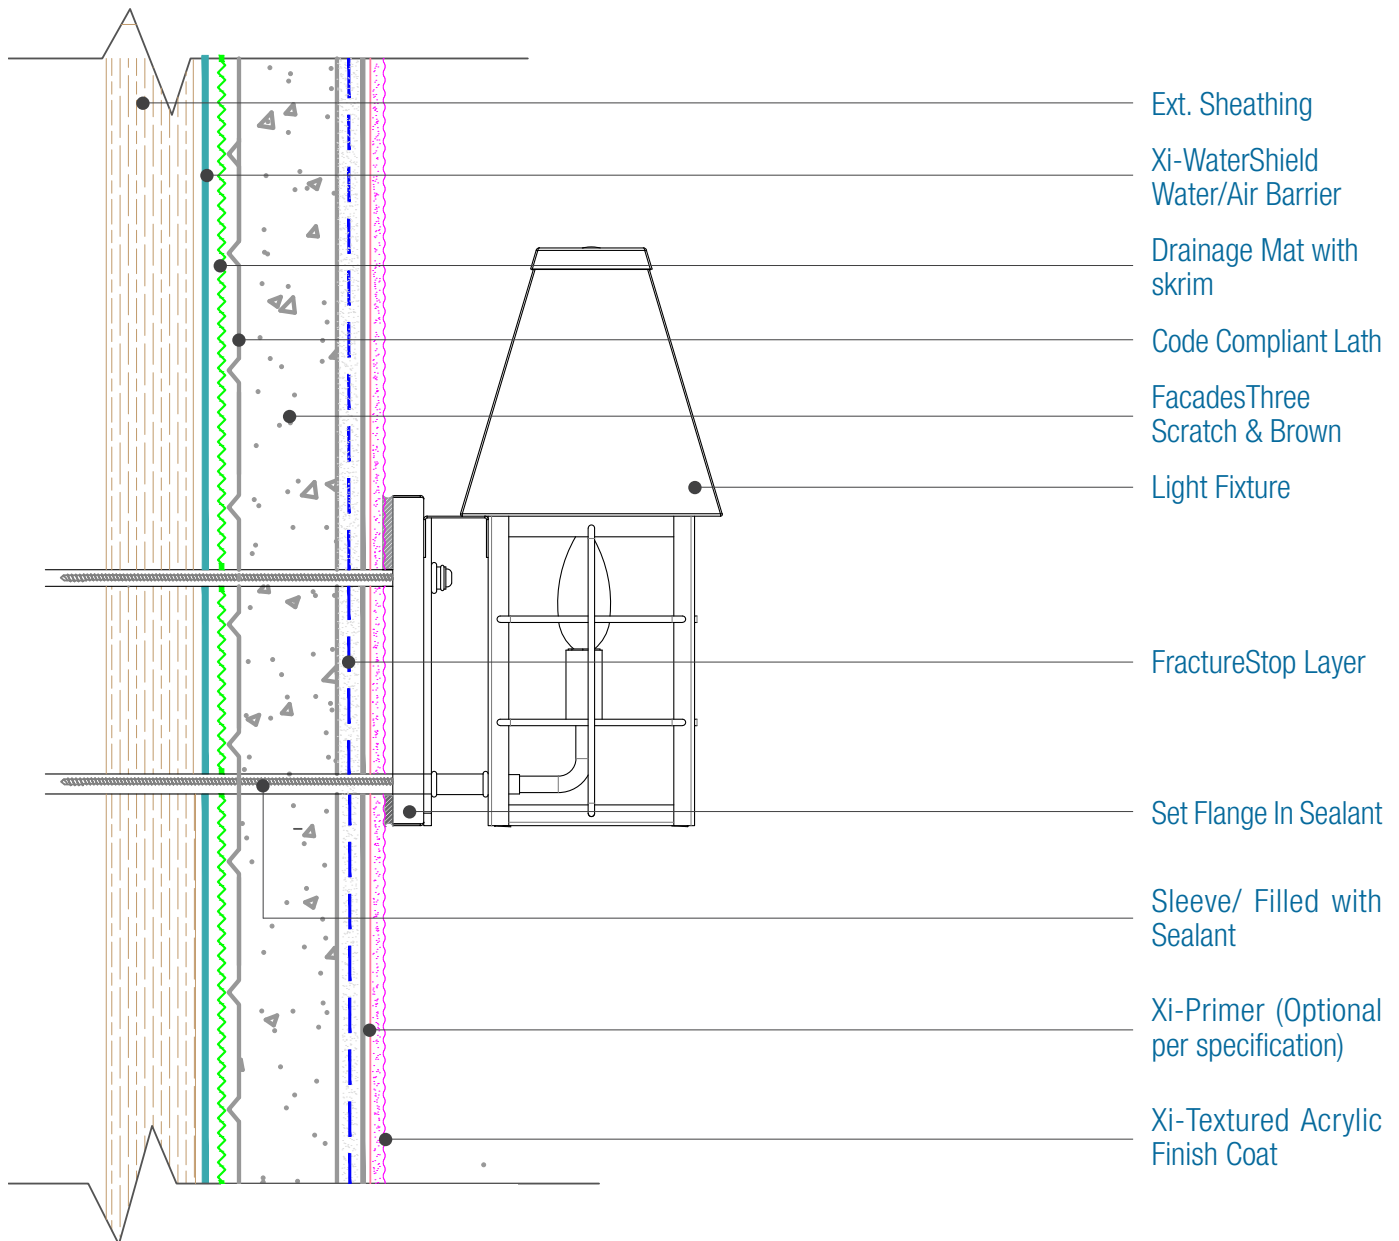 Ext. Sheathing
Xi-WaterShield
Water/Air Barrier
Drainage Mat with
skrim
Code Compliant Lath
FacadesThree
Scratch & Brown
Light Fixture
FractureStop Layer
Set Flange In Sealant
Sleeve/ Filled with
Sealant
Xi-Primer (Optional
per specification)
Xi-Textured Acrylic
Finish Coat